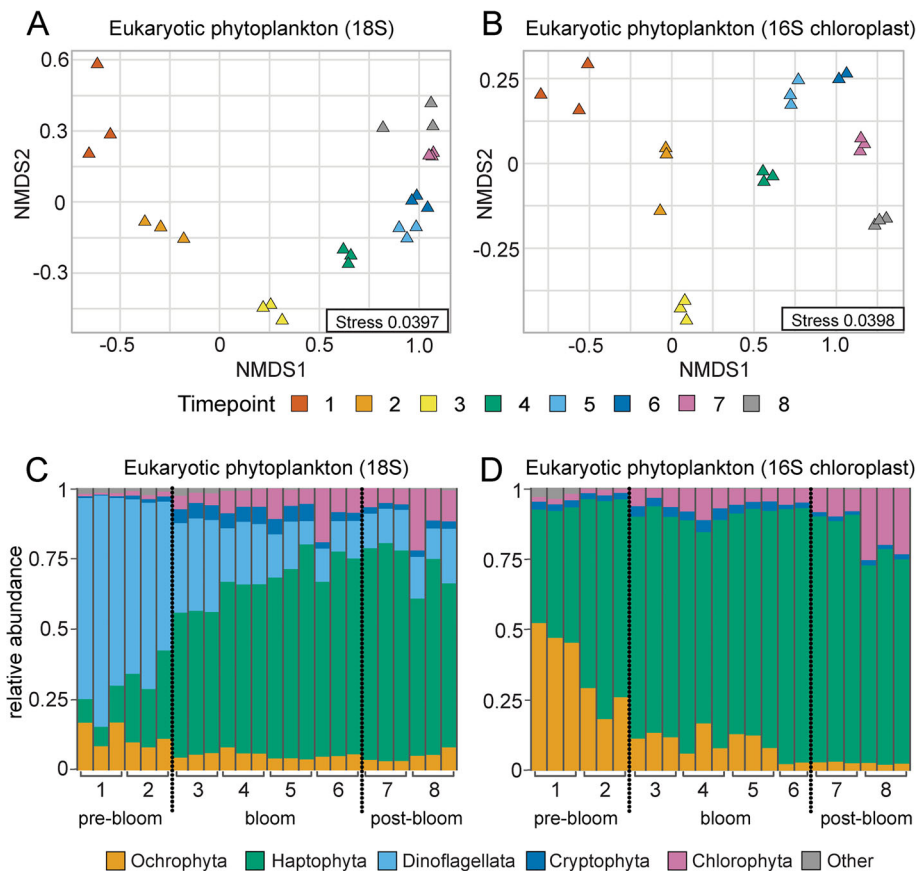 A
Eukaryotic phytoplankton (18S)
0.6
0.3
0
-0.3
NMDS2
-0.5
0
0.5
1.0
NMDS1
Stress 0.0397
B
Eukaryotic phytoplankton (16S chloroplast)
0.25
0
-0.25
NMDS2
-0.5
0
0.5
1.0
NMDS1
Stress 0.0398
Timepoint 1 2 3 4 5 6 7 8
C
Eukaryotic phytoplankton (18S)
1
0.75
0.5
0.25
0
relative abundance
1 2 3 4 5 6 7 8
pre-bloom bloom post-bloom
D
Eukaryotic phytoplankton (16S chloroplast)
1
0.75
0.5
0.25
0
1 2 3 4 5 6 7 8
pre-bloom bloom post-bloom
Ochrophyta Haptophyta Dinoflagellata Cryptophyta Chlorophyta Other